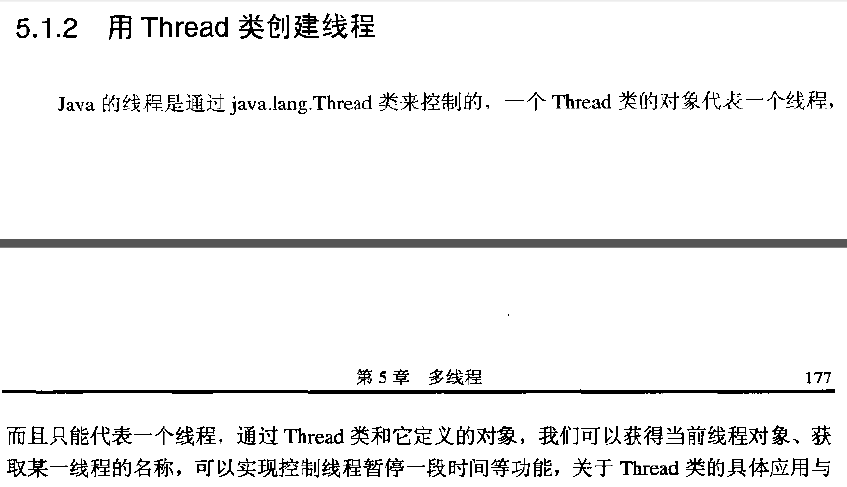 5.1.2 用 Thread 类创建线程
Java 的线程是通过 java.lang.Thread 类来控制的，一个 Thread 类的对象代表一个线程，
第 5 章 多线程 177
而且只能代表一个线程，通过 Thread 类和它定义的对象，我们可以获得当前线程对象、获
取某一线程的名称，可以实现控制线程暂停一段时间等功能，关于 Thread 类的具体应用与